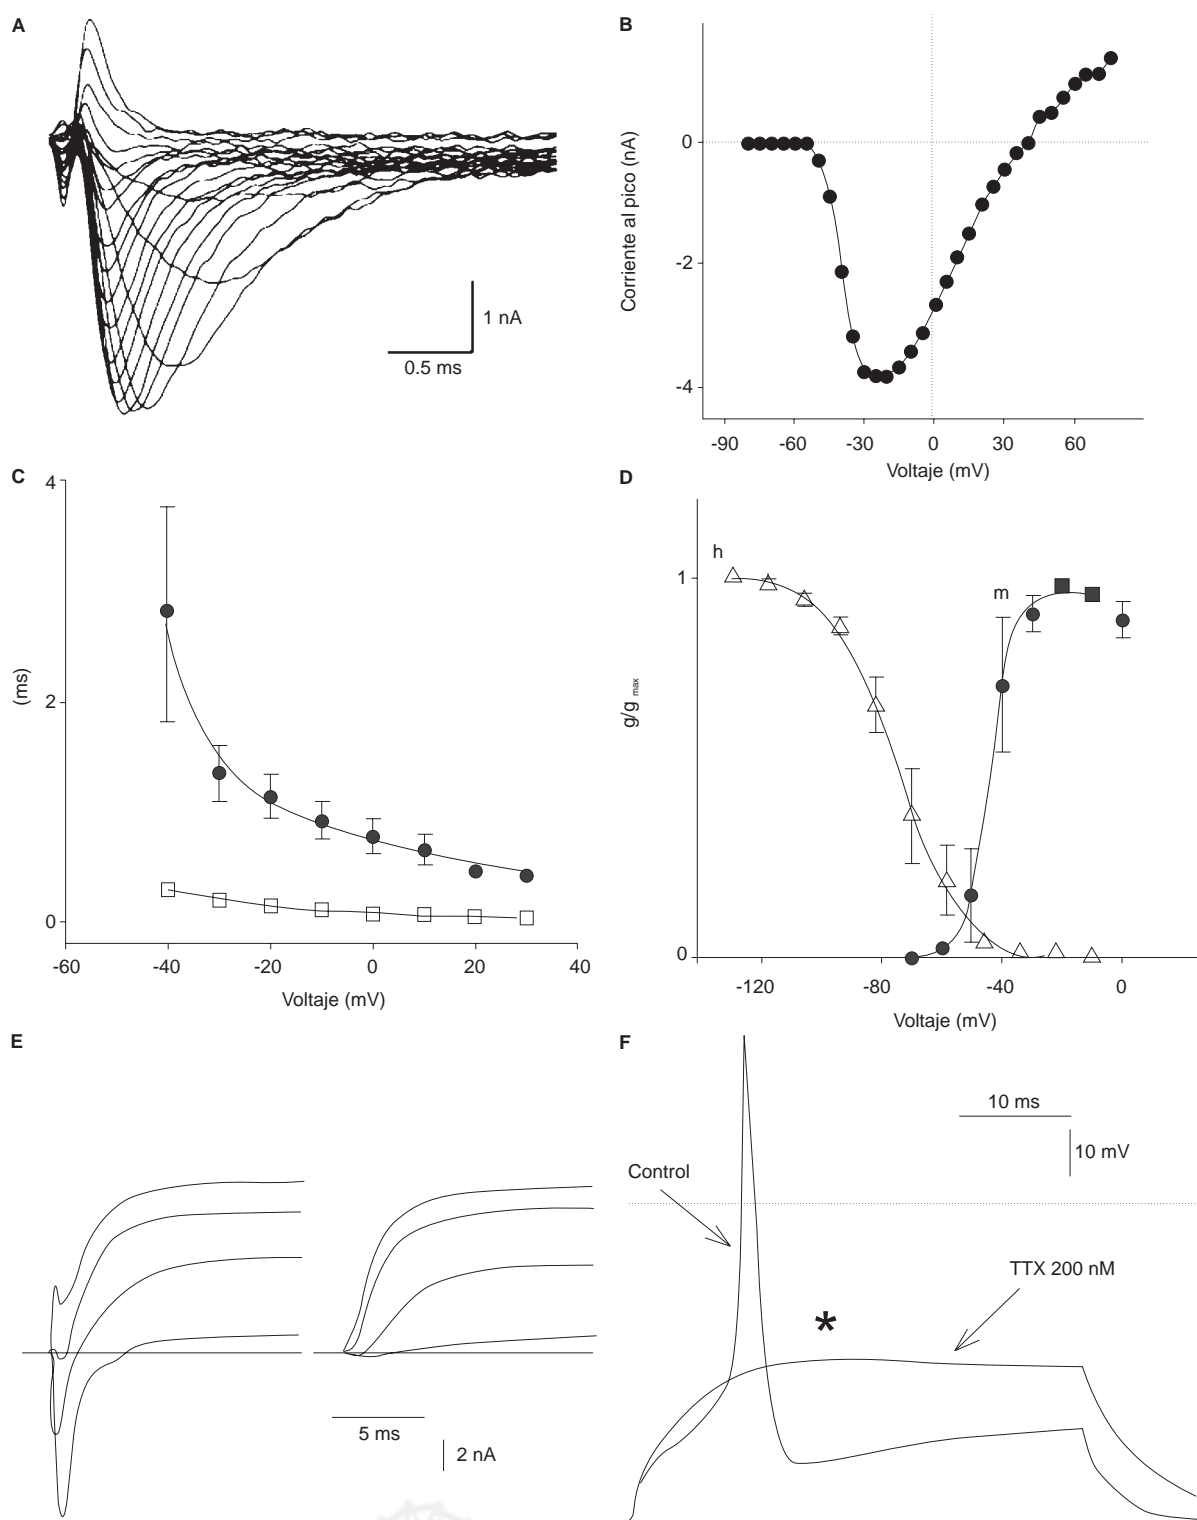 A
1 nA
0.5 ms
B
Corriente al pico (nA)
0
-2
-4
-90
-60
-30
0
30
60
Voltaje (mV)
C
4
2
0
(ms)
-60
-40
-20
0
20
40
Voltaje (mV)
D
h
m
1
0
g/g max
-120
-80
-40
0
Voltaje (mV)
E
5 ms
2 nA
F
10 ms
10 mV
Control
TTX 200 nM
*